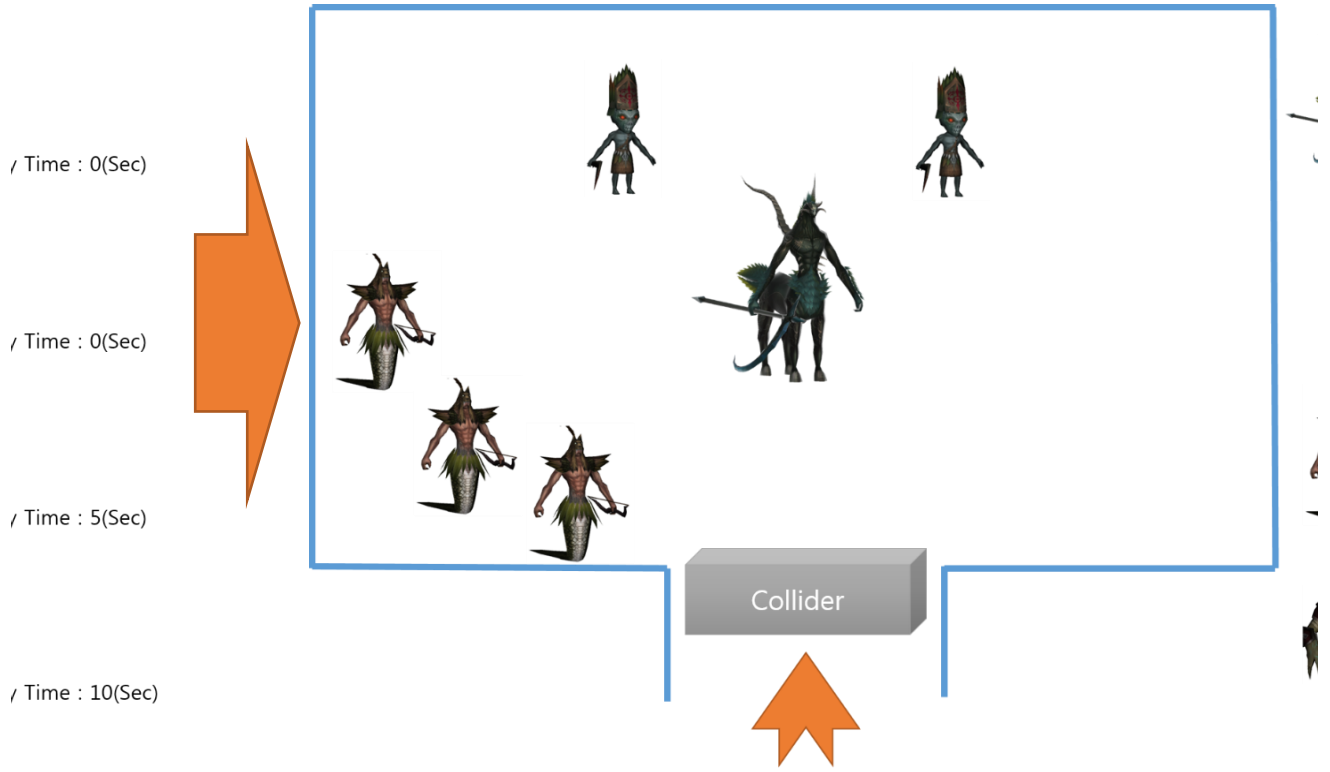 Time : 0(Sec)
Time : 0(Sec)
Time : 5(Sec)
Collider
Time : 10(Sec)